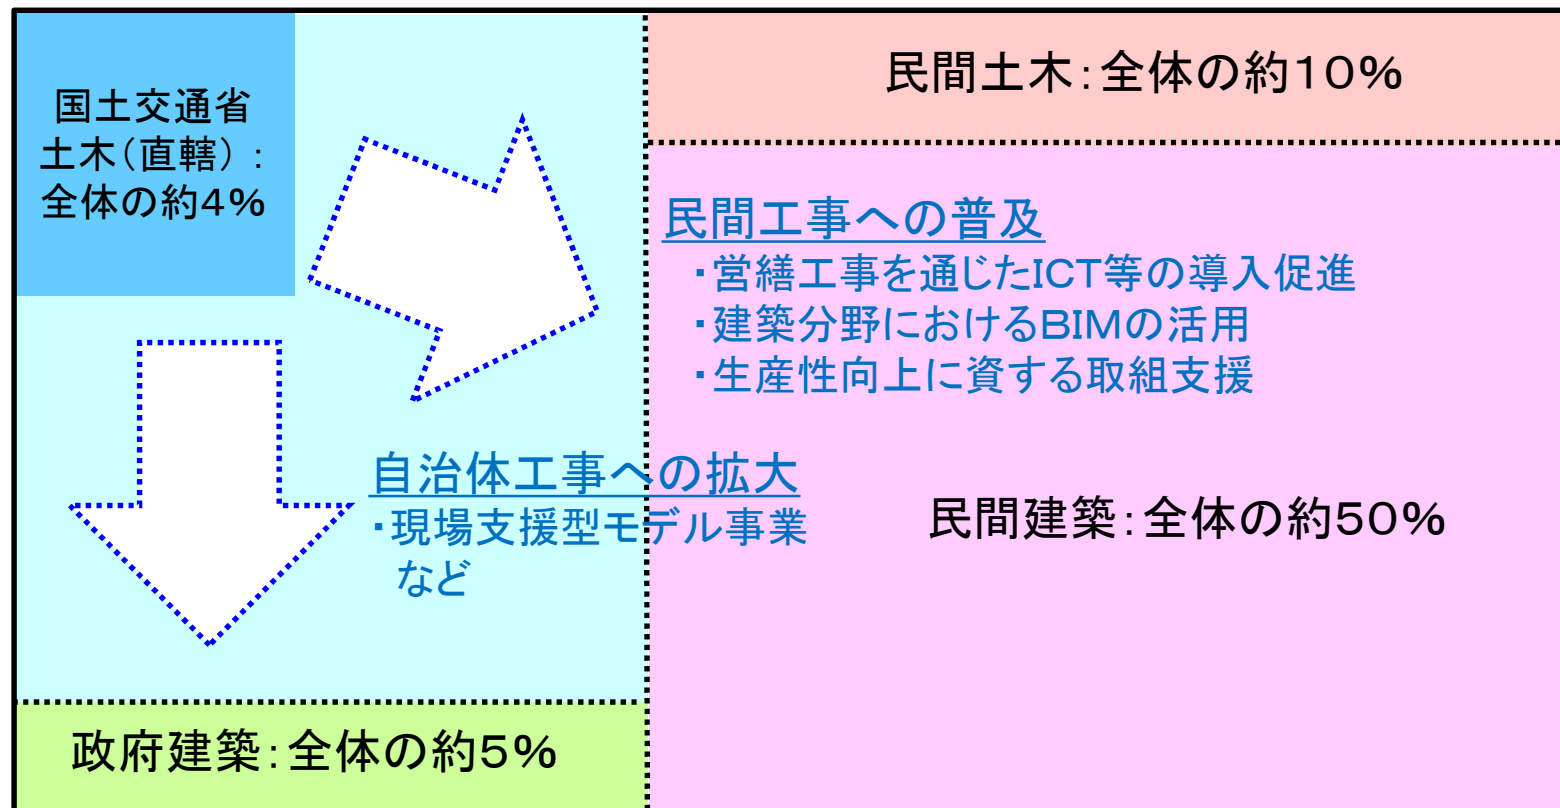 国土交通省
土木(直轄):
全体の約4%
民間土木:全体の約10%
民間工事への普及
・営繕工事を通じたICT等の導入促進
・建築分野におけるBIMの活用
・生産性向上に資する取組支援
自治体工事への拡大
・現場支援型モデル事業
など
民間建築:全体の約50%
政府建築:全体の約5%